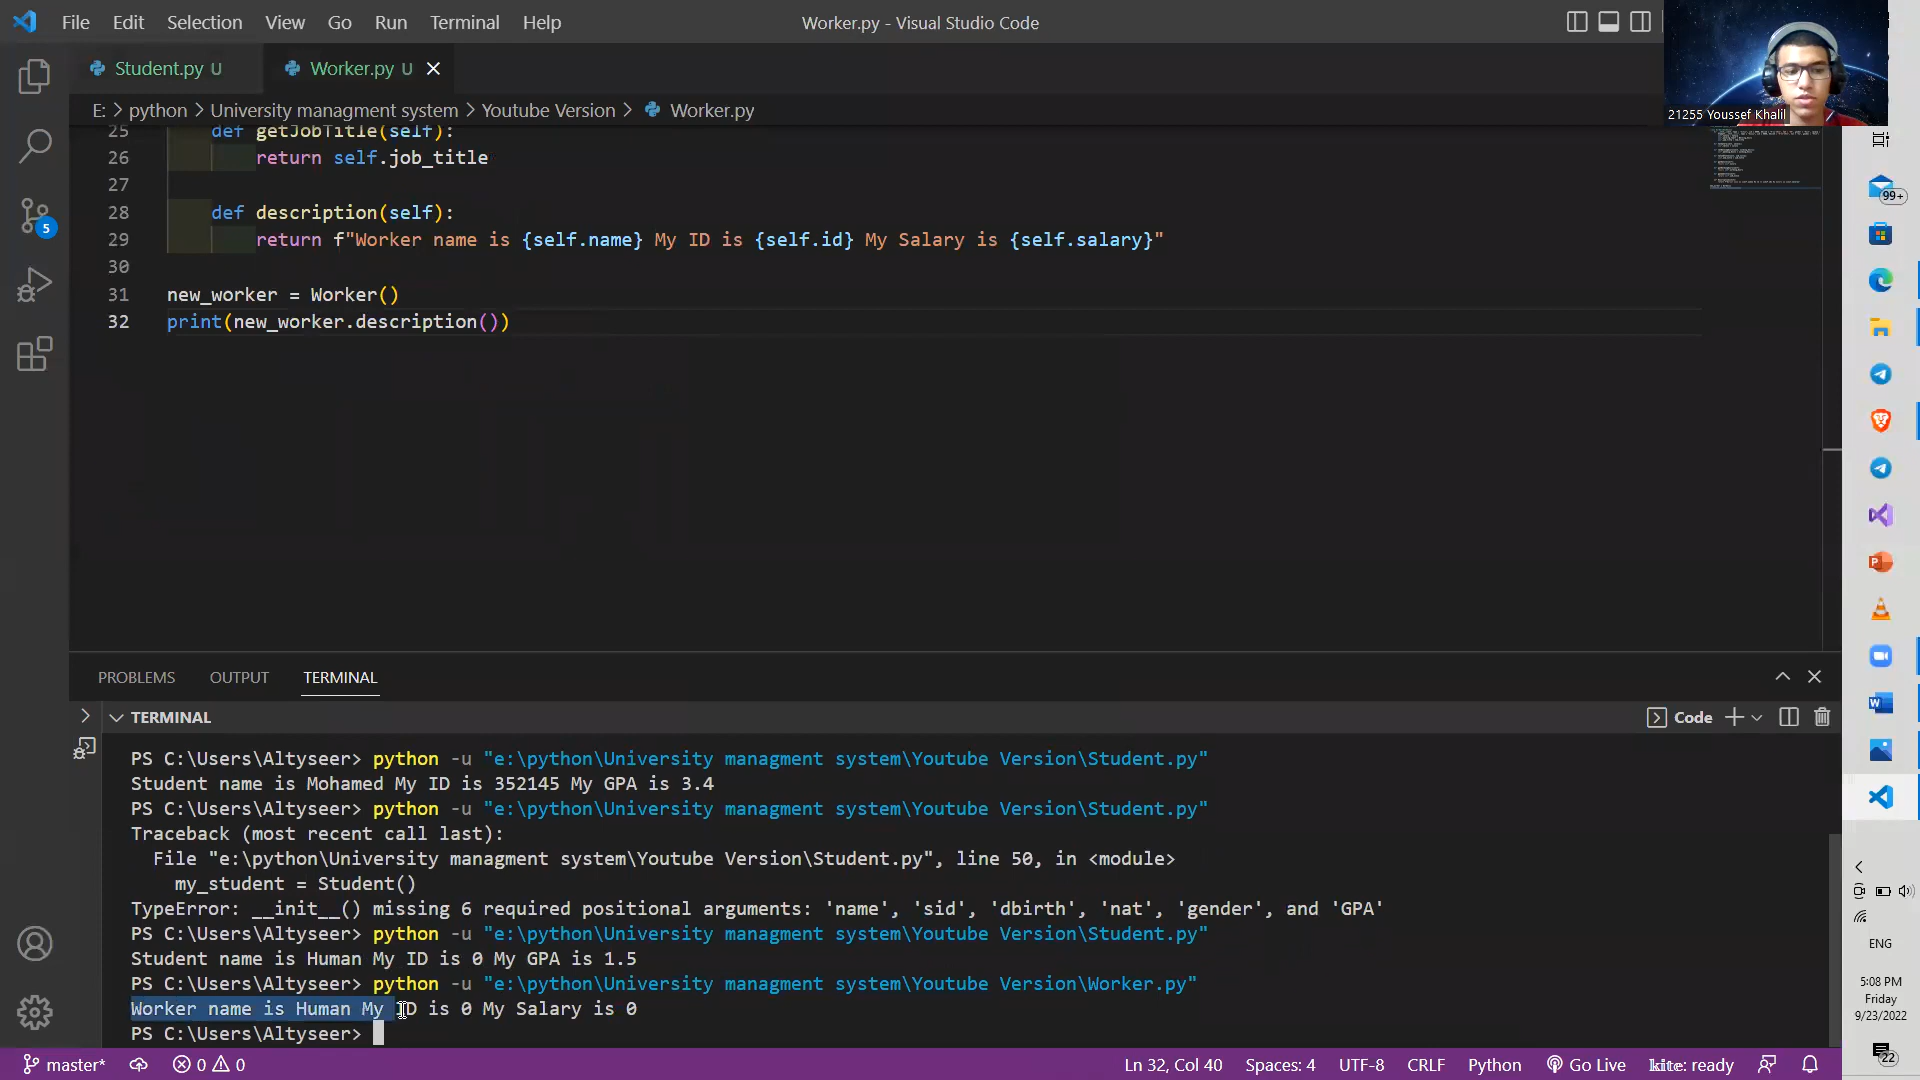 File Edit Selection View Go Run Terminal Help
Worker.py - Visual Studio Code
21255 Youssef Khalil
Student.py U
Worker.py U
E: > python > University managment system > Youtube Version > Worker.py
25 def getJobTitle(self):
26 return self.job_title
27
28 def description(self):
29 return f"Worker name is {self.name} My ID is {self.id} My Salary is {self.salary}"
30
31 new_worker = Worker()
32 print(new_worker.description())
99+
5
PROBLEMS OUTPUT TERMINAL
TERMINAL
Code
PS C:\Users\Altyseer> python -u "e:\python\University managment system\Youtube Version\Student.py"
Student name is Mohamed My ID is 352145 My GPA is 3.4
PS C:\Users\Altyseer> python -u "e:\python\University managment system\Youtube Version\Student.py"
Traceback (most recent call last):
File "e:\python\University managment system\Youtube Version\Student.py", line 50, in <module>
my_student = Student()
TypeError: __init__() missing 6 required positional arguments: 'name', 'sid', 'dbirth', 'nat', 'gender', and 'GPA'
PS C:\Users\Altyseer> python -u "e:\python\University managment system\Youtube Version\Student.py"
Student name is Human My ID is 0 My GPA is 1.5
PS C:\Users\Altyseer> python -u "e:\python\University managment system\Youtube Version\Worker.py"
Worker name is Human My ID is 0 My Salary is 0
PS C:\Users\Altyseer>
ENG
5:08 PM
Friday
9/23/2022
22
master* 0 0
Ln 32, Col 40 Spaces: 4 UTF-8 CRLF Python Go Live kite: ready